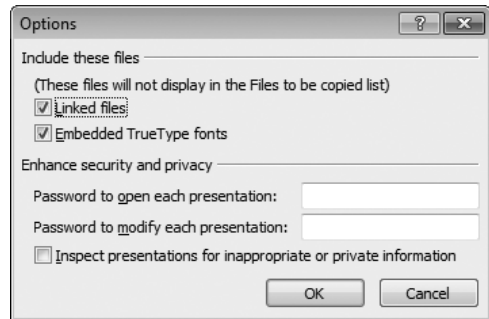 Options
Include these files
(These files will not display in the Files to be copied list)
Linked files
Embedded TrueType fonts
Enhance security and privacy
Password to open each presentation:
Password to modify each presentation:
Inspect presentations for inappropriate or private information
OK Cancel